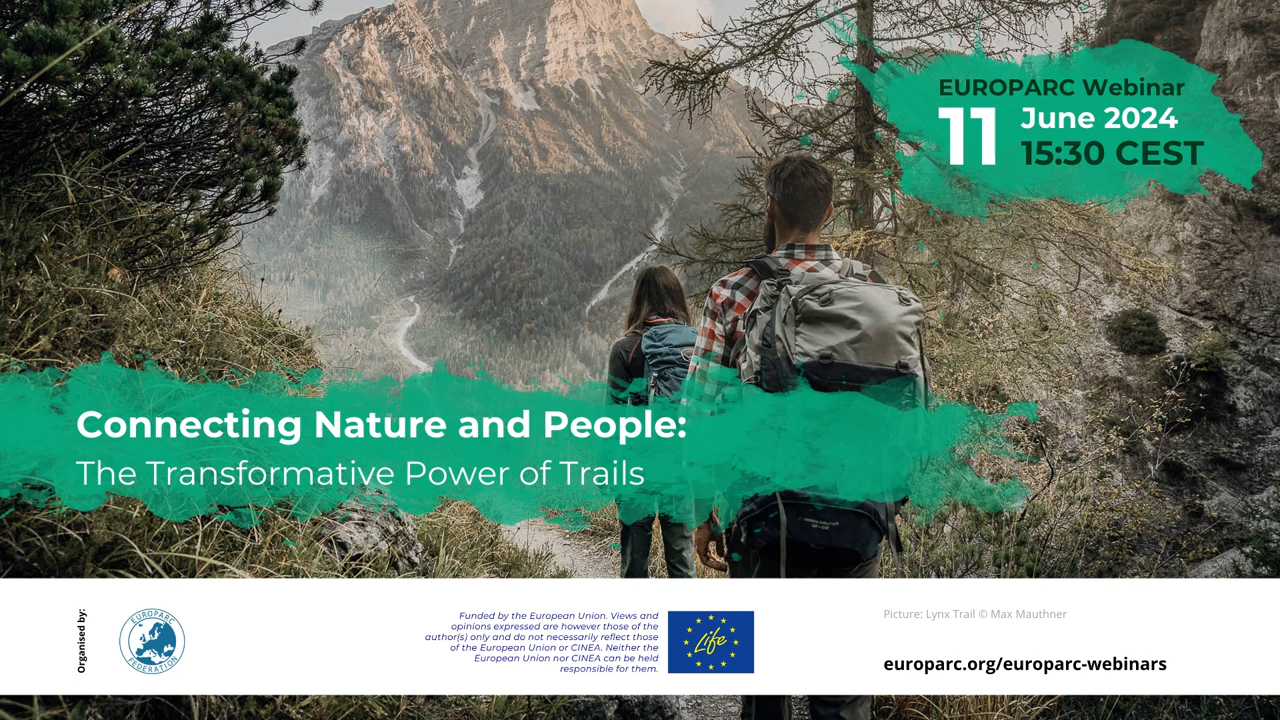 EUROPARC Webinar
11
June 2024
15:30 CEST
Connecting Nature and People:
The Transformative Power of Trails
Organised by:
EUROPARC
FEDERATION
Funded by the European Union. Views and
opinions expressed are however those of the
author(s) only and do not necessarily reflect those
of the European Union or CINEA. Neither the
European Union nor CINEA can be held
responsible for them.
Life
Picture: Lynx Trail © Max Mauthner
europarc.org/europarc-webinars